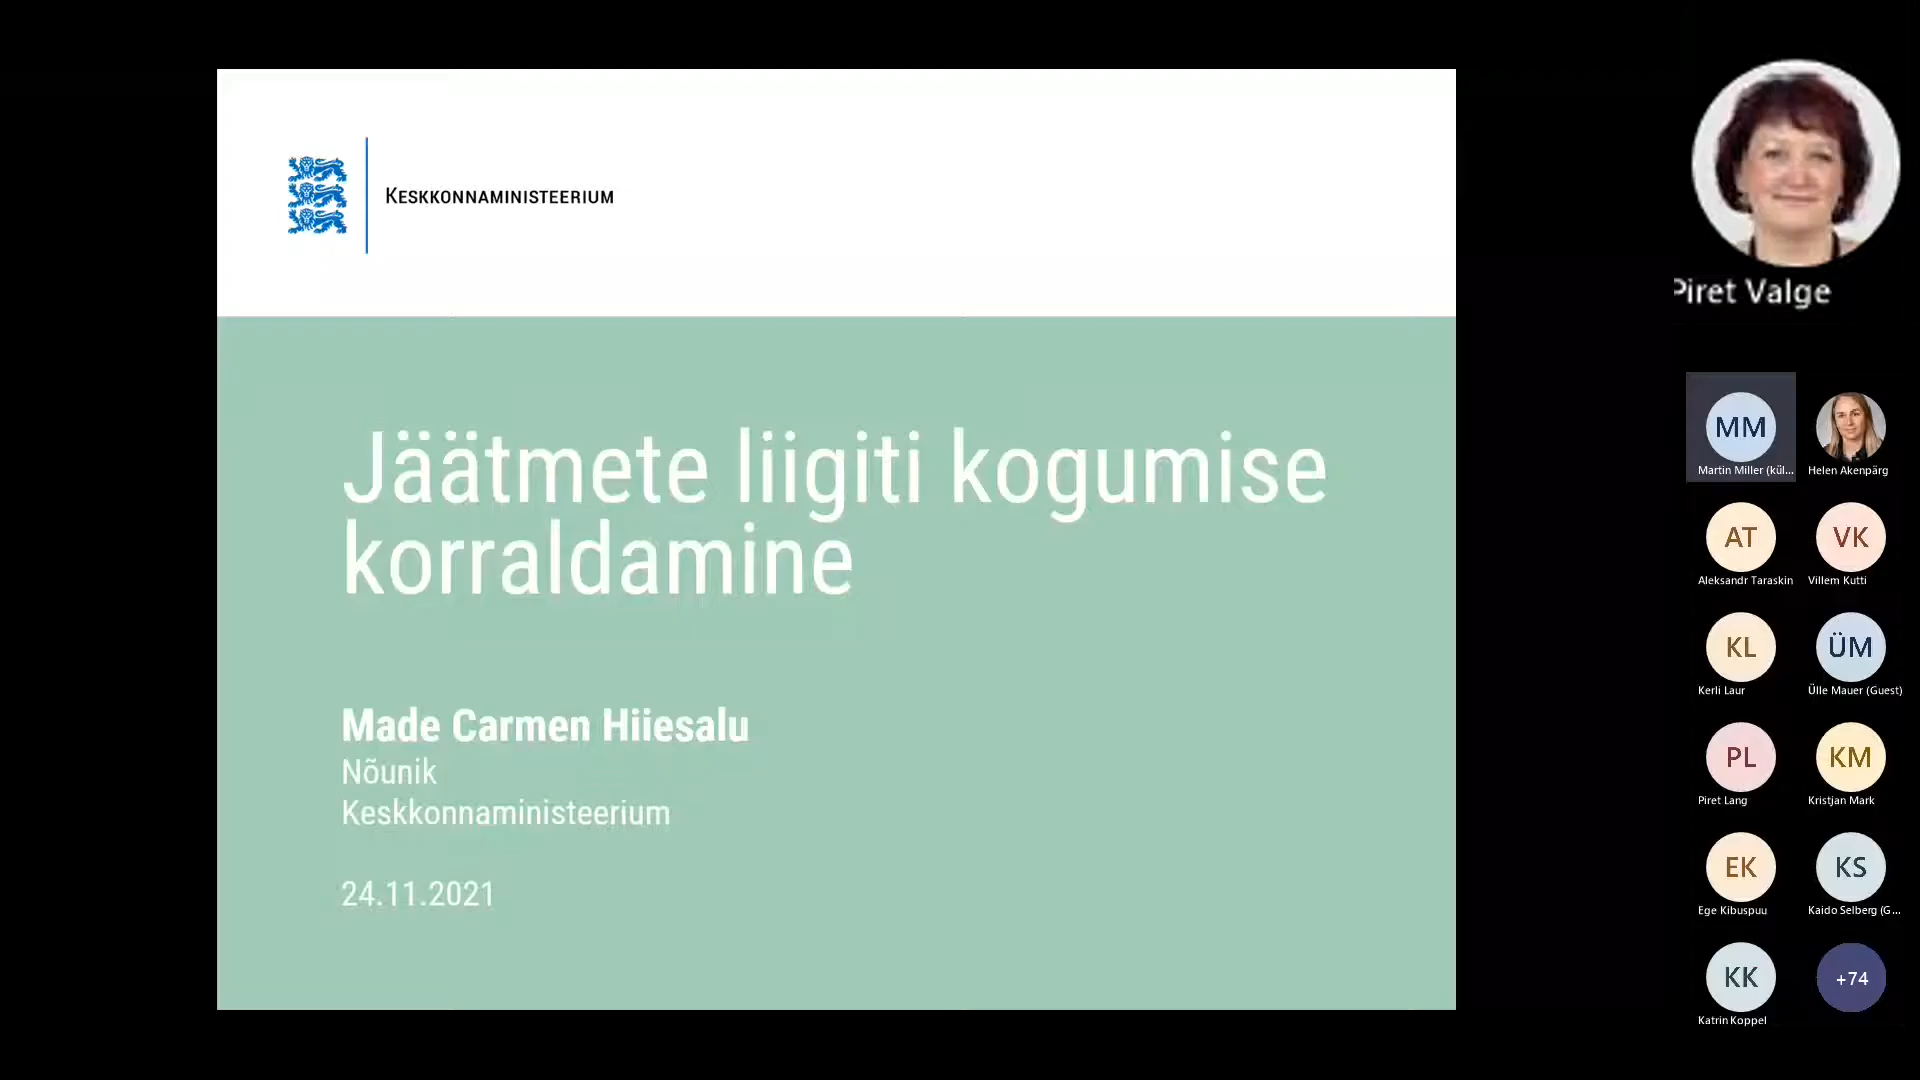 KESKKONNAMINISTEERIUM
Jäätmete liigiti kogumise
korraldamine
Made Carmen Hiiesalu
Nõunik
Keskkonnaministeerium
24.11.2021
Piret Valge
MM
Martin Miller (kül...
Helen Akenpärg
AT
Aleksandr Taraskin
VK
Villem Kutti
KL
Kerli Laur
ÜM
Ülle Mauer (Guest)
PL
Piret Lang
KM
Kristjan Mark
EK
Ege Kibuspuu
KS
Kaido Selberg (G...
KK
Katrin Koppel
+74